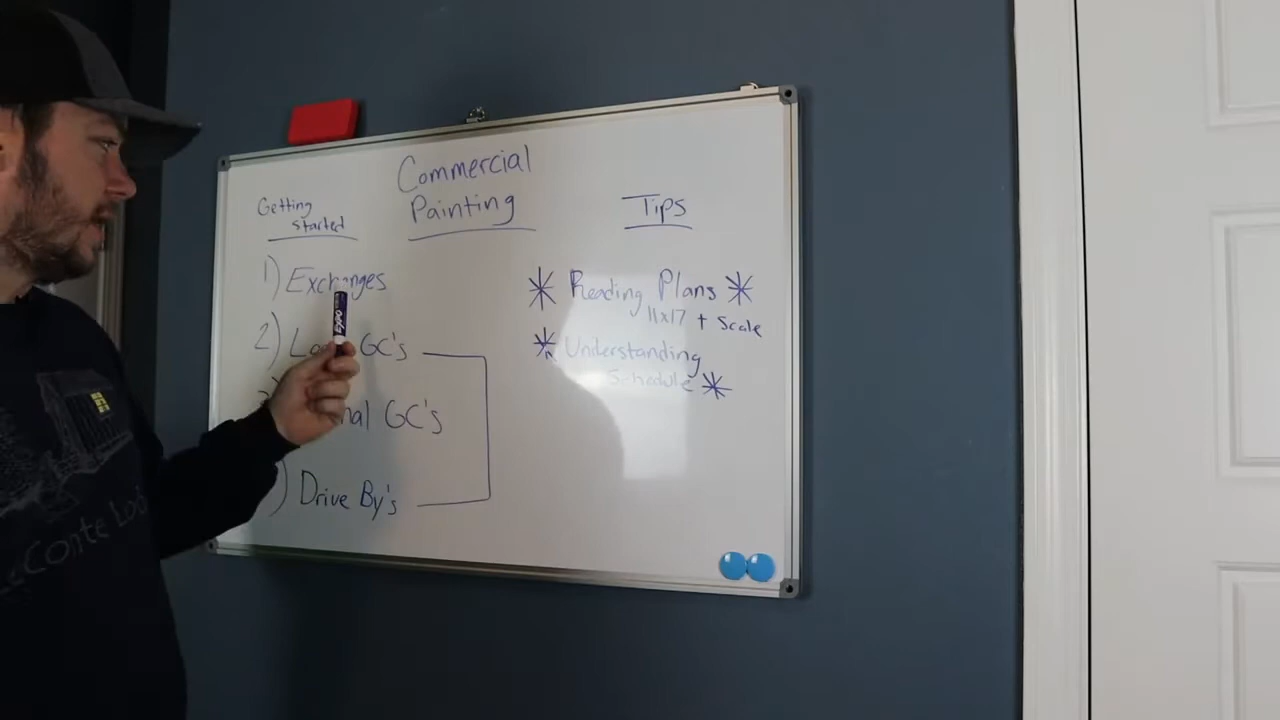 Commercial
Painting
Getting
Started
1) Exchanges
2) GC's
GC's
) Drive By's
Tips
Reading Plans
11x17 + Scale
Understanding
Schedule
EXPO